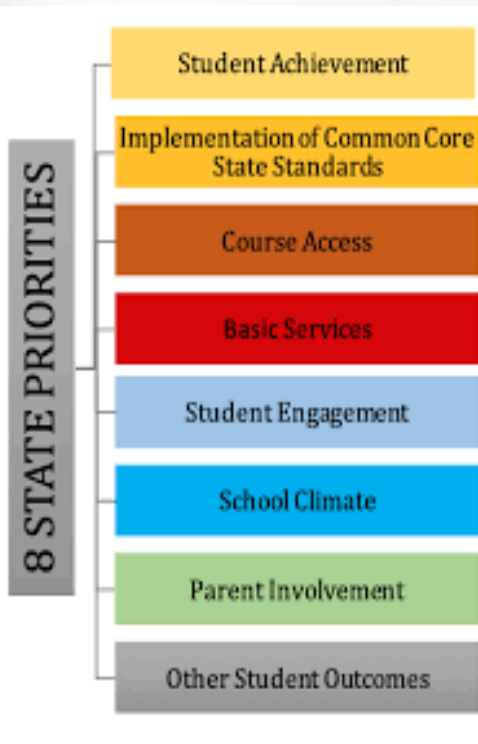 8 STATE PRIORITIES
Student Achievement
Implementation of Common Core
State Standards
Course Access
Basic Services
Student Engagement
School Climate
Parent Involvement
Other Student Outcomes